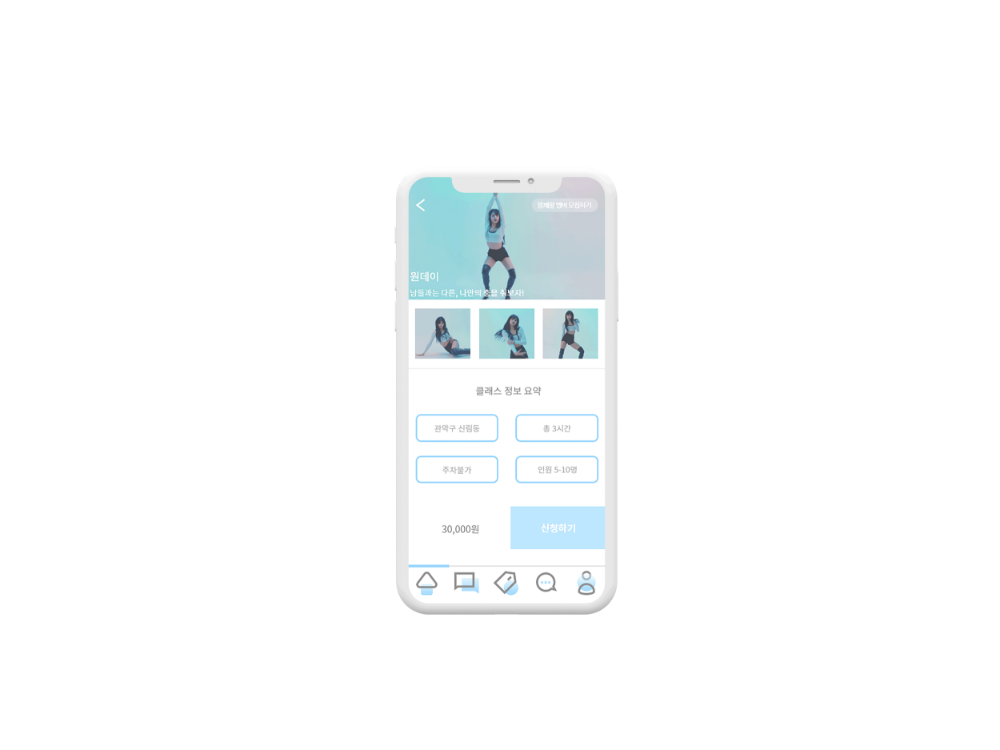 함께할 멤버 모집하기
원데이
남들과는 다른, 나만의 춤을 춰보자!
클래스 정보 요약
관악구 신림동
총 3시간
주차불가
인원 5-10명
30,000원
신청하기